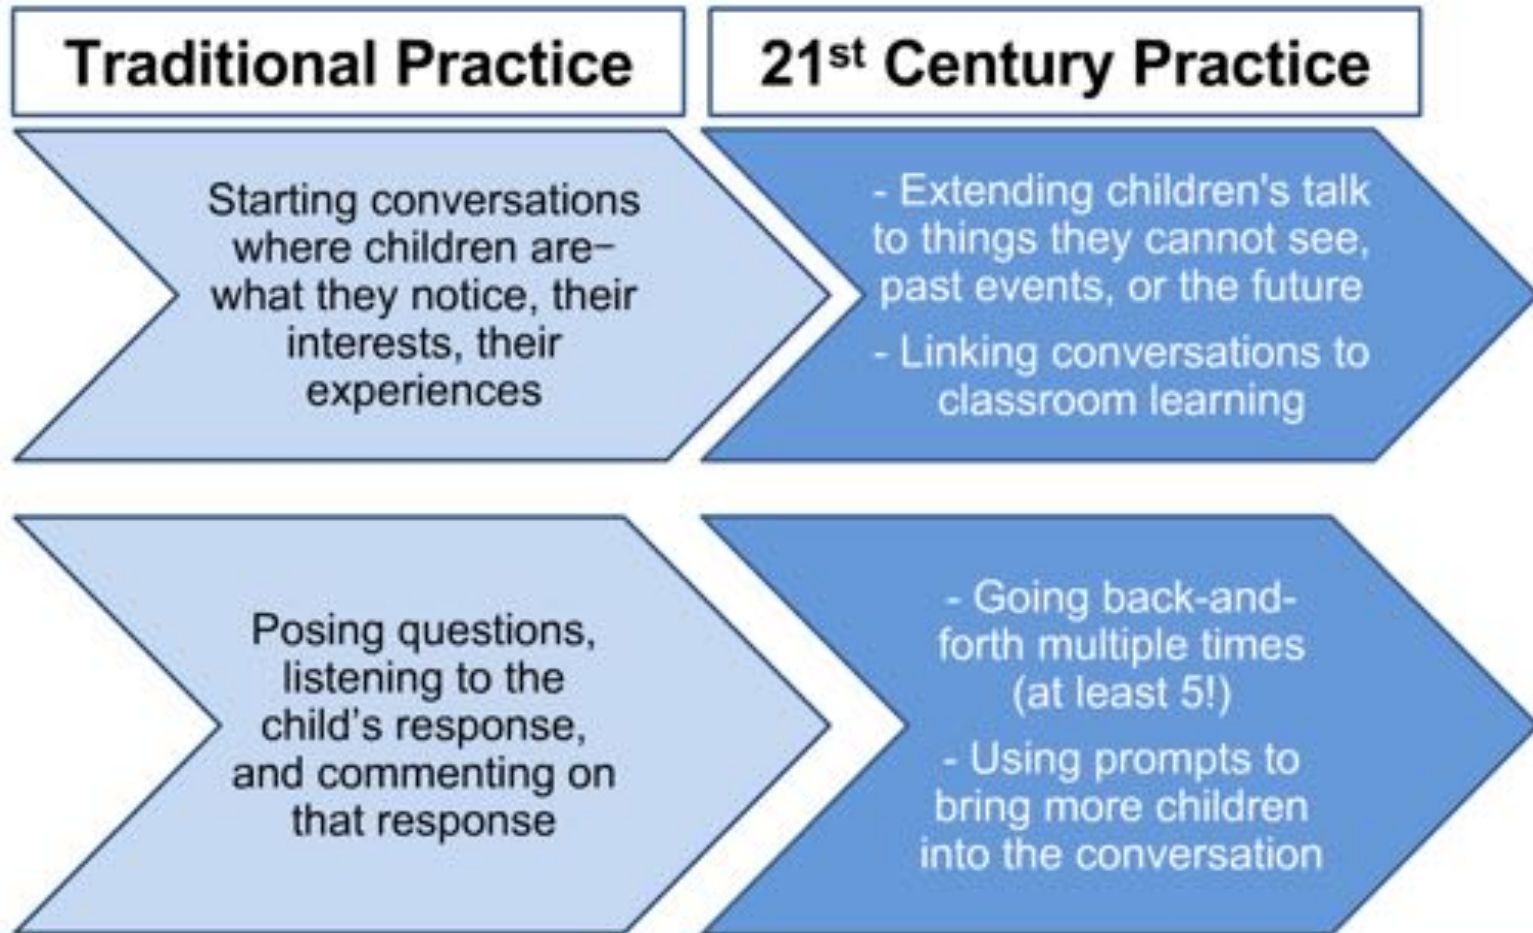 Traditional Practice
21st Century Practice
Starting conversations
where children are–
what they notice, their
interests, their
experiences
- Extending children's talk
to things they cannot see,
past events, or the future
- Linking conversations to
classroom learning
Posing questions,
listening to the
child’s response,
and commenting on
that response
- Going back-and-
forth multiple times
(at least 5!)
- Using prompts to
bring more children
into the conversation